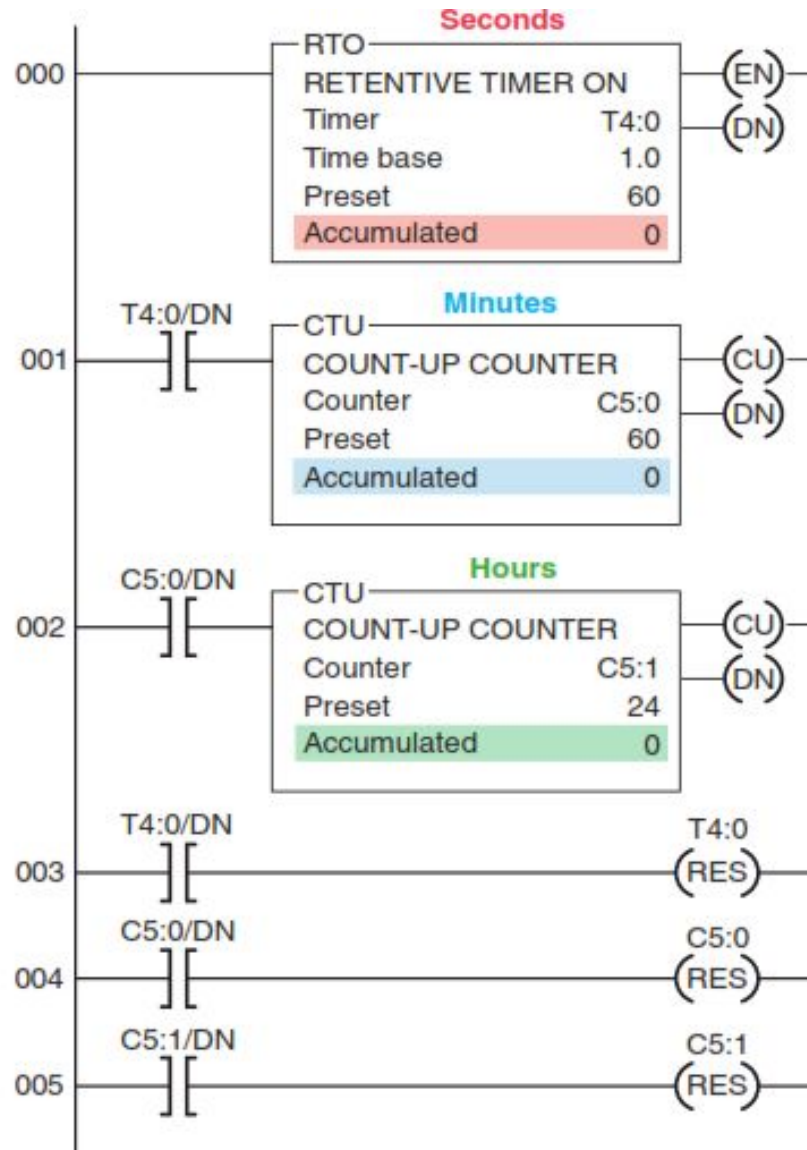 Seconds
RTO
000
RETENTIVE TIMER ON
EN
Timer T4:0
DN
Time base 1.0
Preset 60
Accumulated 0
Minutes
T4:0/DN
CTU
001
COUNT-UP COUNTER
CU
Counter C5:0
DN
Preset 60
Accumulated 0
Hours
C5:0/DN
CTU
002
COUNT-UP COUNTER
CU
Counter C5:1
DN
Preset 24
Accumulated 0
T4:0/DN T4:0
003 RES
C5:0/DN C5:0
004 RES
C5:1/DN C5:1
005 RES